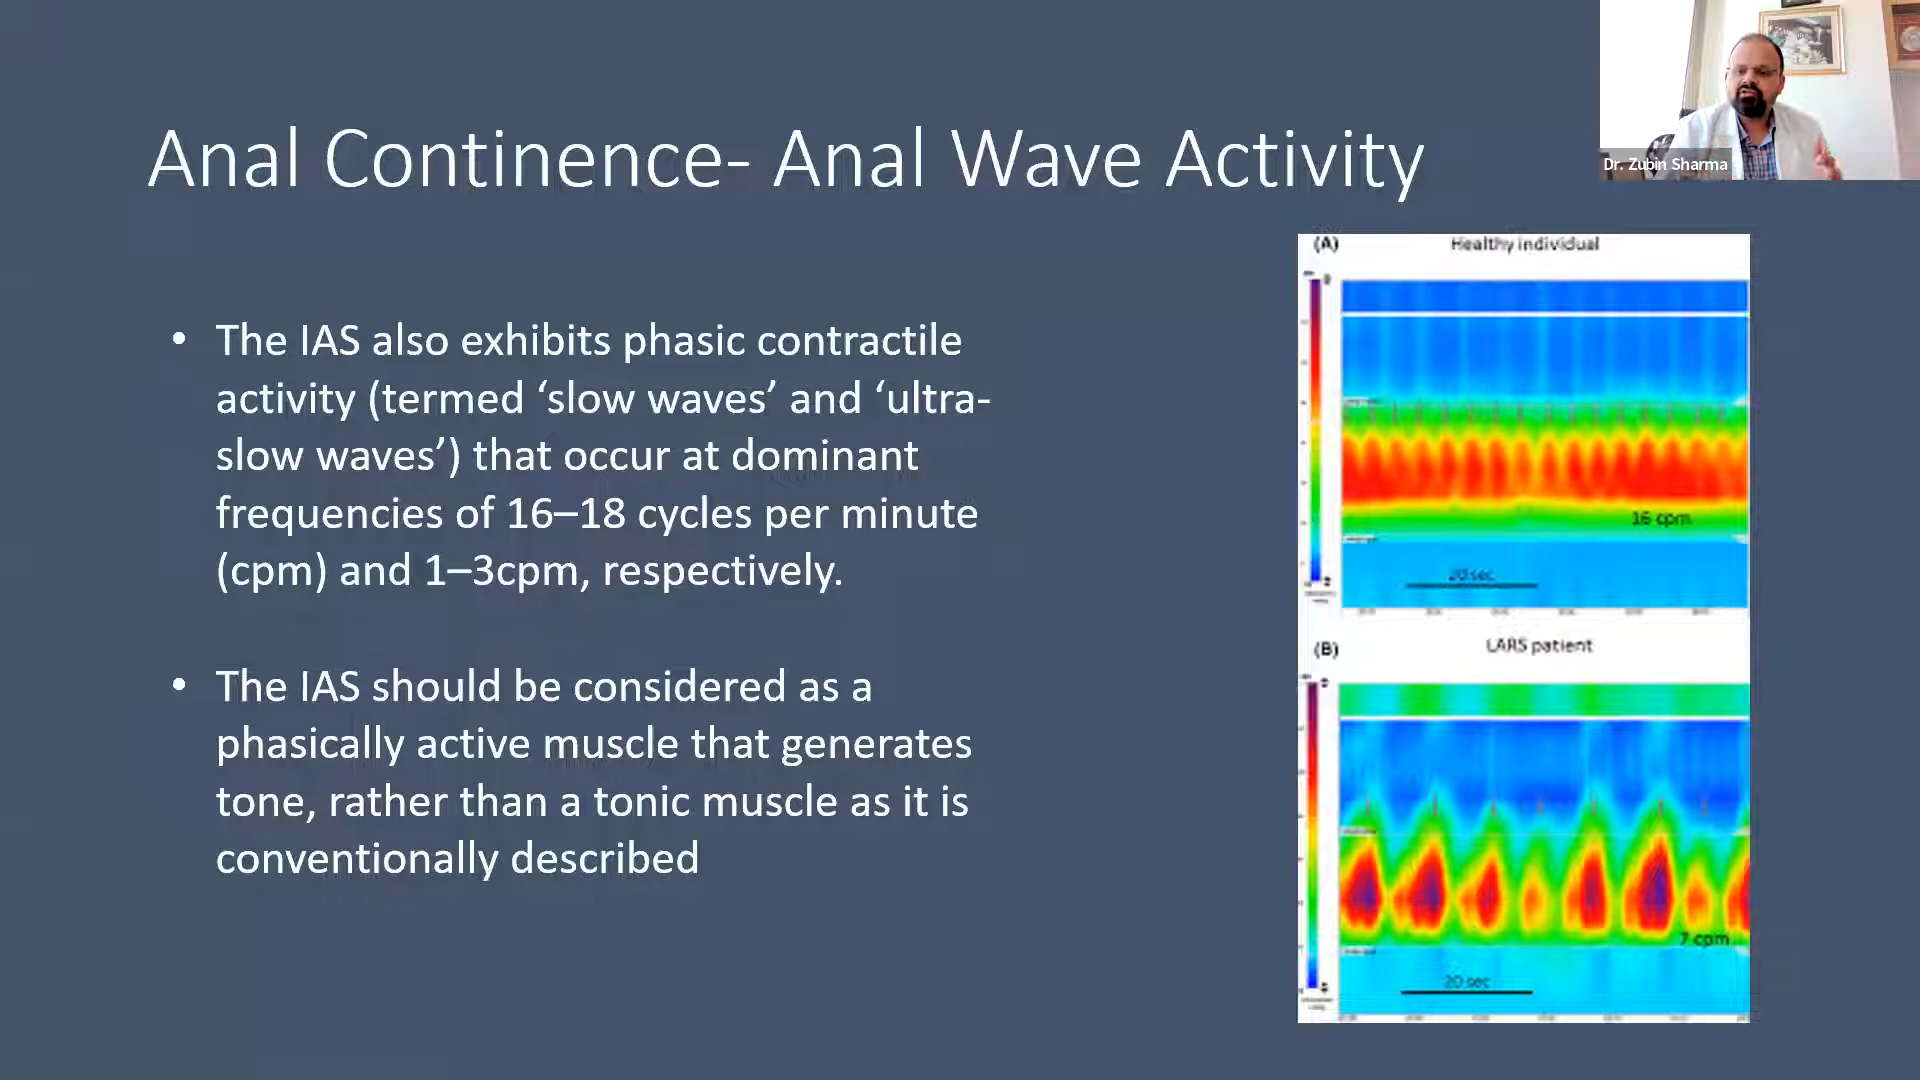 Anal Continence- Anal Wave Activity
Dr. Zubin Sharma
• The IAS also exhibits phasic contractile
activity (termed ‘slow waves’ and ‘ultra-
slow waves’) that occur at dominant
frequencies of 16–18 cycles per minute
(cpm) and 1–3cpm, respectively.
• The IAS should be considered as a
phasically active muscle that generates
tone, rather than a tonic muscle as it is
conventionally described
(A) Healthy individual
16 cpm
20 sec
(B) LARS patient
7 cpm
20 sec